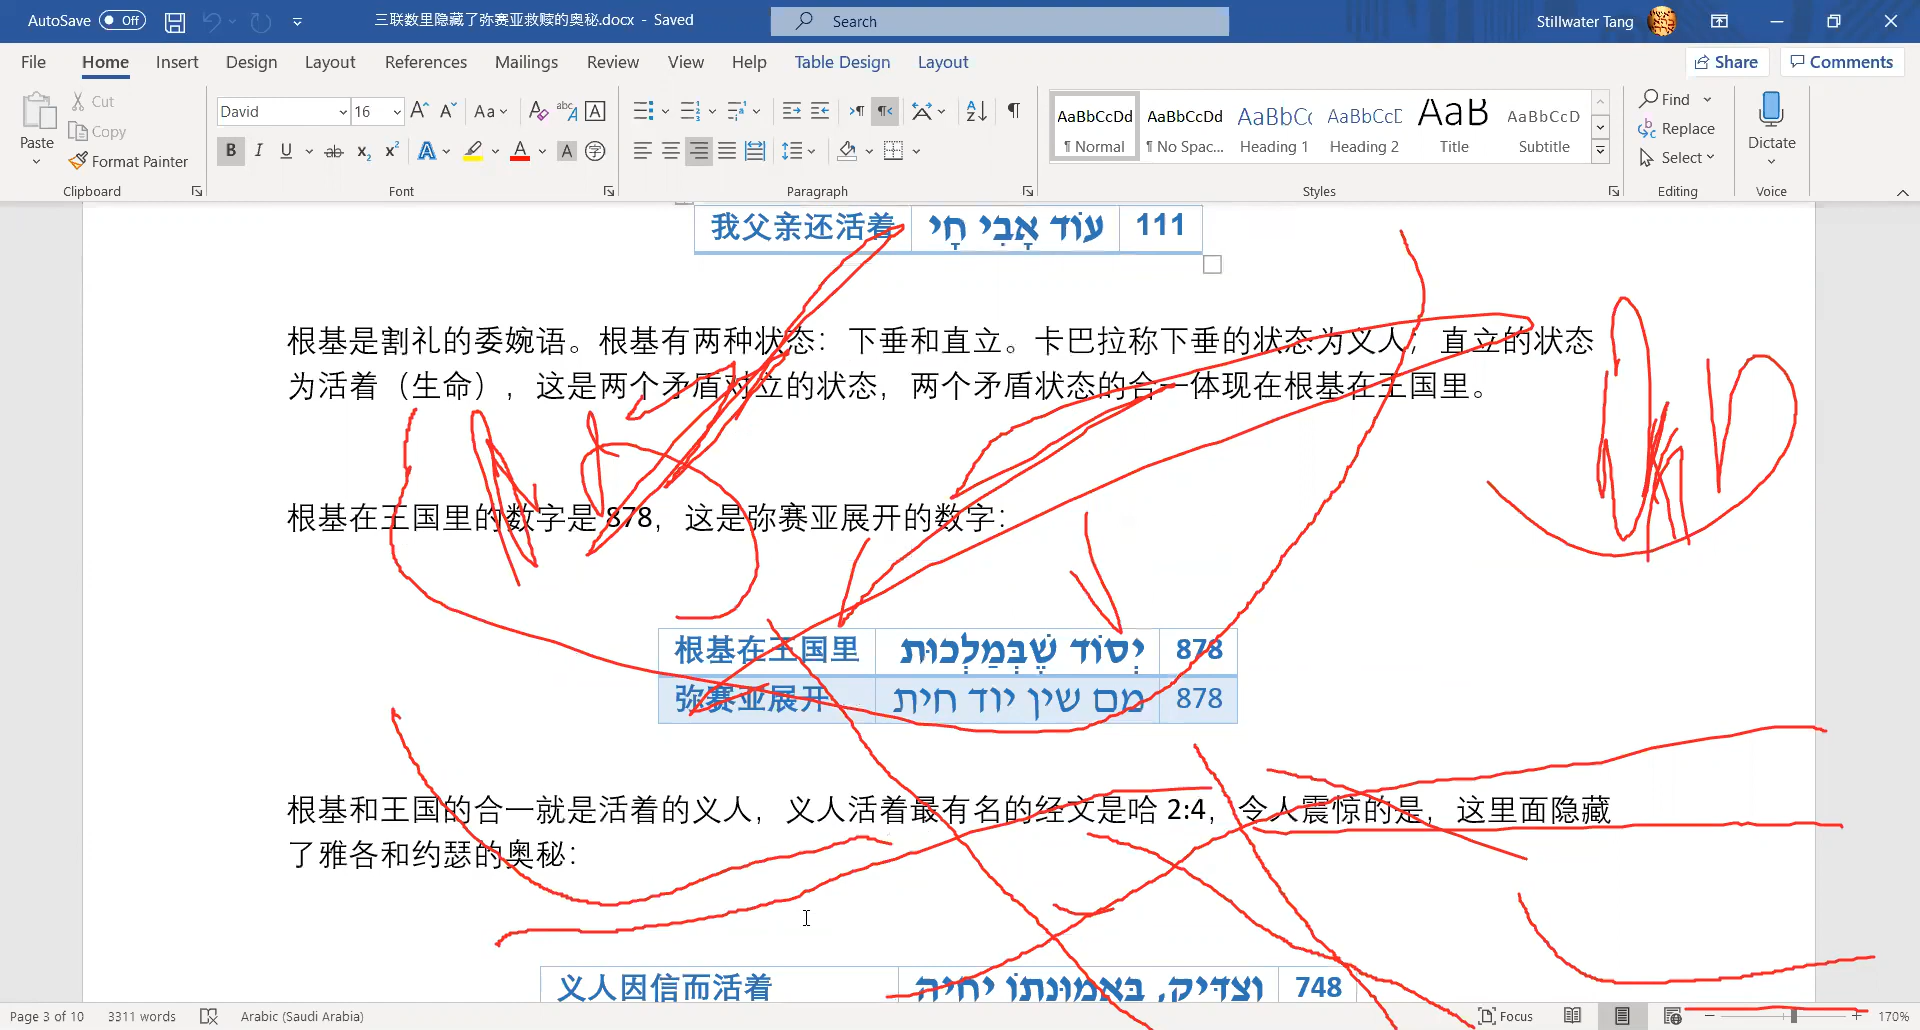 AutoSave Off 三联数里隐藏了弥赛亚救赎的奥秘.docx - Saved Search Stillwater Tang
File Home Insert Design Layout References Mailings Review View Help Table Design Layout Share Comments
David 16 Aa AaBbCcDd AaBbCcDd AaBbCc AaBbCcE AaB AaBbCcD Find
Paste Cut Copy Format Painter B I U ab x₂ x² A A A 字 ¶ Normal ¶ No Spac... Heading 1 Heading 2 Title Subtitle Replace Select Dictate
Clipboard Font Paragraph Styles Editing Voice
我父亲还活着 עוֹד אָבִי חָי 111
根基是割礼的委婉语。根基有两种状态：下垂和直立。卡巴拉称下垂的状态为义人；直立的状态
为活着（生命），这是两个矛盾对立的状态，两个矛盾状态的合一体现在根基在王国里。
根基在王国里的数字是 878，这是弥赛亚展开的数字：
根基在王国里 יְסוֹד שֶׁבְּמַלְכוּת 878
弥赛亚展开 מם שין יוד חית 878
根基和王国的合一就是活着的义人，义人活着最有名的经文是哈 2:4，令人震惊的是，这里面隐藏
了雅各和约瑟的奥秘：
义人因信而活着 וצדיק, באמונתו יחיה 748
Page 3 of 10 3311 words Arabic (Saudi Arabia) Focus 170%